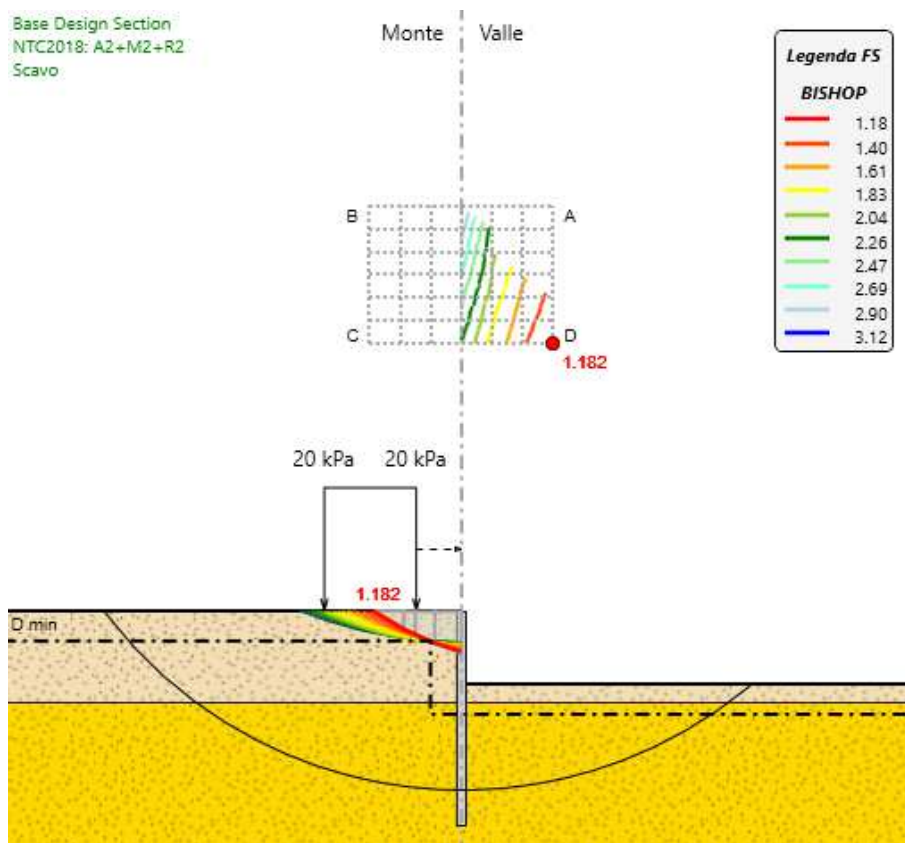 Base Design Section
NTC2018: A2+M2+R2
Scavo
Monte
Valle
Legenda FS
BISHOP
1.18
1.40
1.61
1.83
2.04
2.26
2.47
2.69
2.90
3.12
B
A
C
D
1.182
20 kPa
20 kPa
1.182
D min